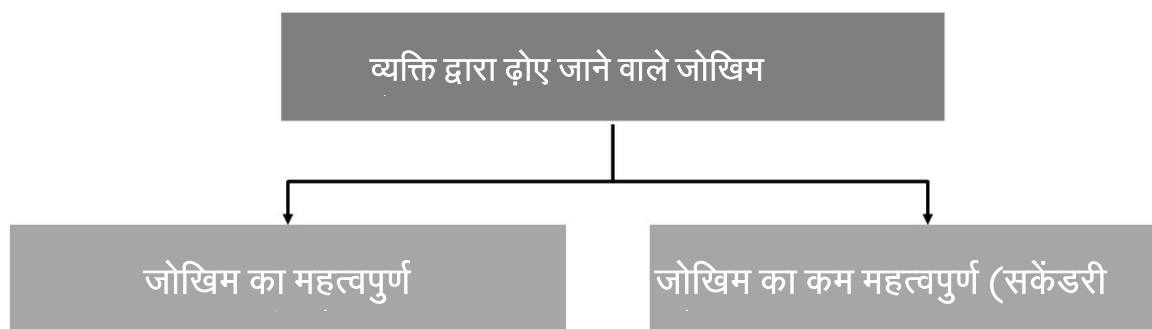 व्यक्ति द्वारा ढ़ोए जाने वाले जोखिम
जोखिम का महत्वपुर्ण
जोखिम का कम महत्वपुर्ण (सकेंडरी